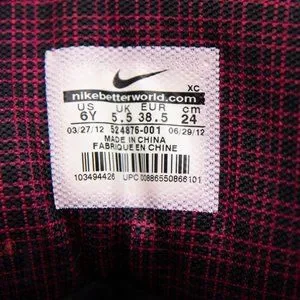 XC
nikebetterworld.com
US UK EUR cm
6Y 5.5 38.5 24
03/27/12 524876-001 06/29/12
MADE IN CHINA
FABRIQUE EN CHINE
103494426 UPC 00886550866101